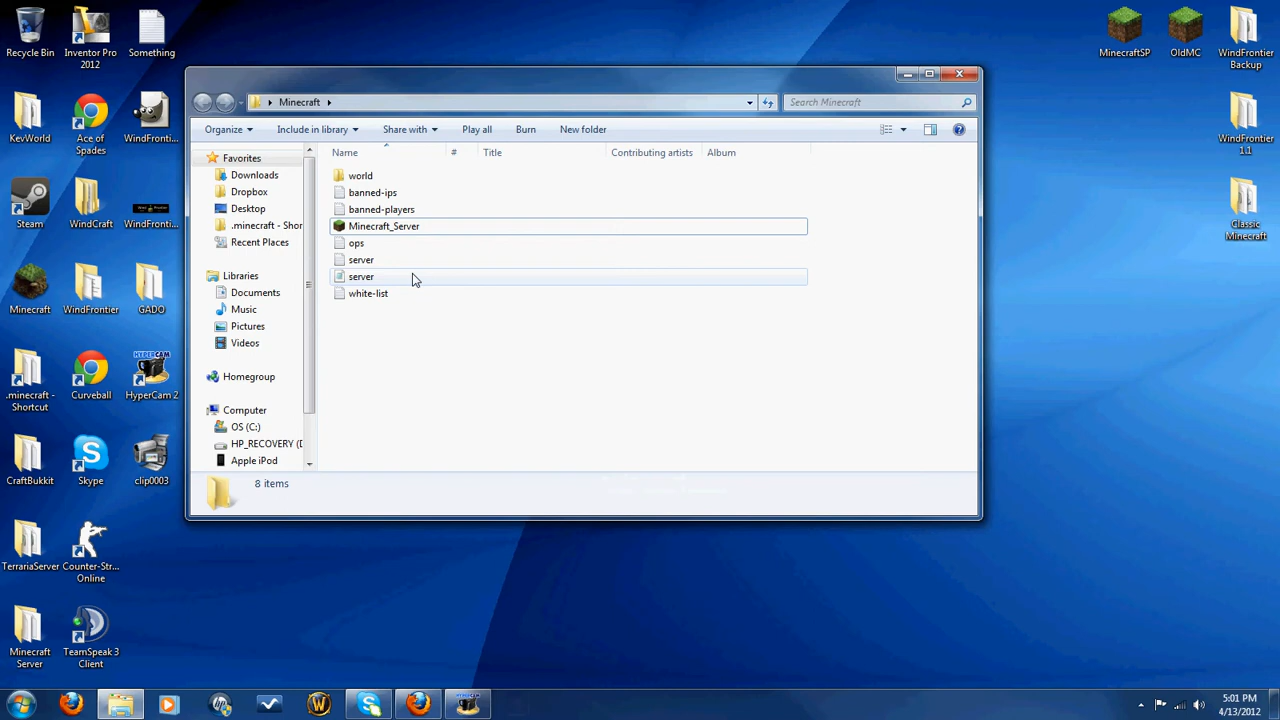 Recycle Bin
Inventor Pro
2012
Something
MinecraftSP
OldMC
WindFrontier
Backup
KevWorld
Ace of
Spades
WindFronti...
WindFrontier
1.1
Steam
WindCraft
WindFronti...
Classic
Minecraft
Minecraft
WindFrontier
GADO
.minecraft -
Shortcut
Curveball
HYPERCAM
HyperCam 2
CraftBukkit
Skype
clip0003
TerrariaServer
Counter-Str...
Online
Minecraft
Server
TeamSpeak 3
Client
Minecraft
Search Minecraft
Organize
Include in library
Share with
Play all
Burn
New folder
Name
#
Title
Contributing artists
Album
Favorites
Downloads
Dropbox
Desktop
.minecraft - Shor
Recent Places
Libraries
Documents
Music
Pictures
Videos
Homegroup
Computer
OS (C:)
HP_RECOVERY (D
Apple iPod
world
banned-ips
banned-players
Minecraft_Server
ops
server
server
white-list
8 items
5:01 PM
4/13/2012